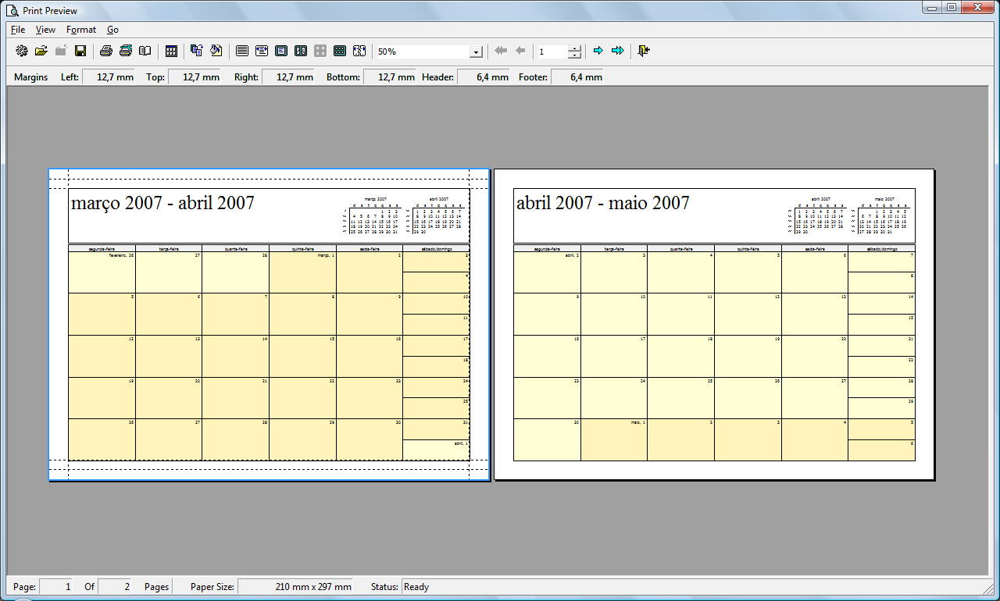 Print Preview
File View Format Go
50% 1
Margins Left: 12,7 mm Top: 12,7 mm Right: 12,7 mm Bottom: 12,7 mm Header: 6,4 mm Footer: 6,4 mm
março 2007 - abril 2007
março 2007
d s t q q s s
1 2 3
4 5 6 7 8 9 10
11 12 13 14 15 16 17
18 19 20 21 22 23 24
25 26 27 28 29 30 31
abril 2007
d s t q q s s
1 2 3 4 5 6 7
8 9 10 11 12 13 14
15 16 17 18 19 20 21
22 23 24 25 26 27 28
29 30
segunda-feira terça-feira quarta-feira quinta-feira sexta-feira sábado/domingo
fevereiro, 26 27 28 março, 1 2 3
4
5 6 7 8 9 10
11
12 13 14 15 16 17
18
19 20 21 22 23 24
25
26 27 28 29 30 31
abril, 1
abril 2007 - maio 2007
abril 2007
d s t q q s s
1 2 3 4 5 6 7
8 9 10 11 12 13 14
15 16 17 18 19 20 21
22 23 24 25 26 27 28
29 30
maio 2007
d s t q q s s
1 2 3 4 5
6 7 8 9 10 11 12
13 14 15 16 17 18 19
20 21 22 23 24 25 26
27 28 29 30 31
segunda-feira terça-feira quarta-feira quinta-feira sexta-feira sábado/domingo
abril, 2 3 4 5 6 7
8
9 10 11 12 13 14
15
16 17 18 19 20 21
22
23 24 25 26 27 28
29
30 maio, 1 2 3 4 5
6
Page: 1 Of 2 Pages Paper Size: 210 mm x 297 mm Status: Ready